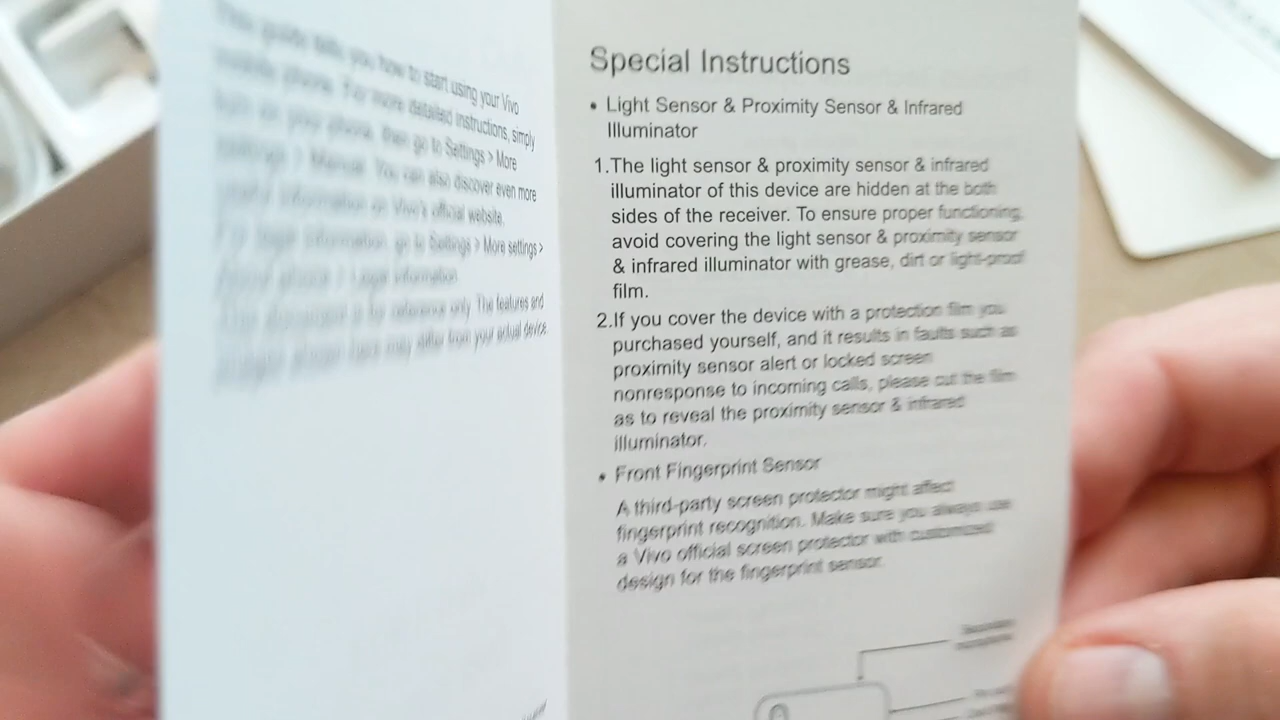 This guide tells you how to start using your Vivo
mobile phone. For more detailed instructions, simply
turn on your phone, then go to Settings > More
settings > Manual. You can also discover even more
useful information on Vivo's official website.
For legal information, go to Settings > More settings >
About phone > Legal information.
This document is for reference only. The features and
images shown here may differ from your actual device.
Special Instructions
• Light Sensor & Proximity Sensor & Infrared
Illuminator
1.The light sensor & proximity sensor & infrared
illuminator of this device are hidden at the both
sides of the receiver. To ensure proper functioning,
avoid covering the light sensor & proximity sensor
& infrared illuminator with grease, dirt or light-proof
film.
2.If you cover the device with a protection film you
purchased yourself, and it results in faults such as
proximity sensor alert or locked screen
nonresponse to incoming calls, please cut the film
as to reveal the proximity sensor & infrared
illuminator.
• Front Fingerprint Sensor
A third-party screen protector might affect
fingerprint recognition. Make sure you always use
a Vivo official screen protector with customized
design for the fingerprint sensor.